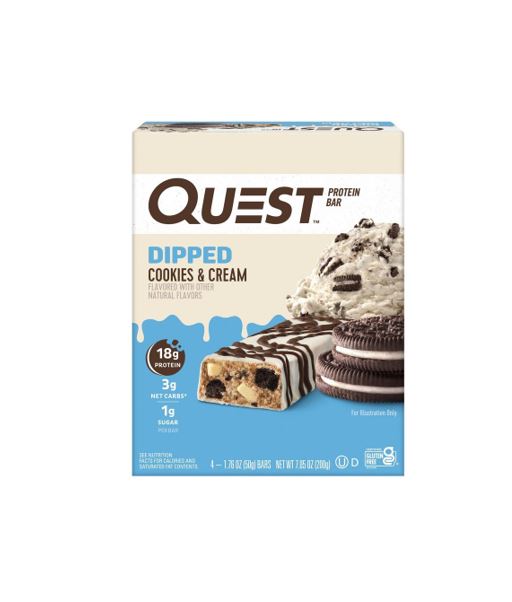 QUEST™ PROTEIN
BAR
DIPPED
COOKIES & CREAM
FLAVORED WITH OTHER
NATURAL FLAVORS
18g
PROTEIN
3g
NET CARBS*
1g
SUGAR
PER BAR
For Illustration Only
SEE NUTRITION
FACTS FOR CALORIES AND
SATURATED FAT CONTENTS.
4 – 1.76 OZ (50g) BARS NET WT 7.05 OZ (200g) U D
GLUTEN
FREE